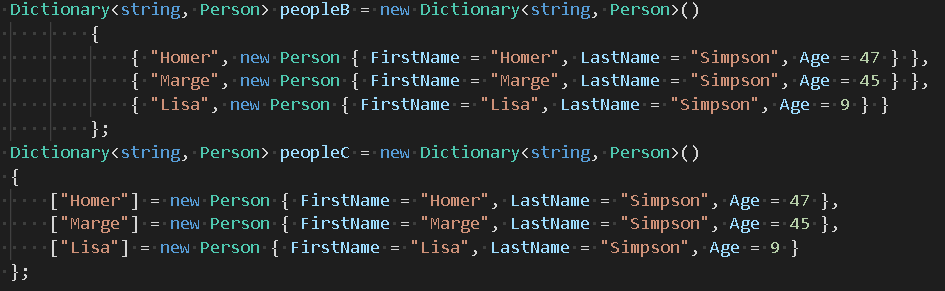 Dictionary<string, Person> peopleB = new Dictionary<string, Person>()
{
{ "Homer", new Person { FirstName = "Homer", LastName = "Simpson", Age = 47 } },
{ "Marge", new Person { FirstName = "Marge", LastName = "Simpson", Age = 45 } },
{ "Lisa", new Person { FirstName = "Lisa", LastName = "Simpson", Age = 9 } }
};
Dictionary<string, Person> peopleC = new Dictionary<string, Person>()
{
["Homer"] = new Person { FirstName = "Homer", LastName = "Simpson", Age = 47 },
["Marge"] = new Person { FirstName = "Marge", LastName = "Simpson", Age = 45 },
["Lisa"] = new Person { FirstName = "Lisa", LastName = "Simpson", Age = 9 }
};